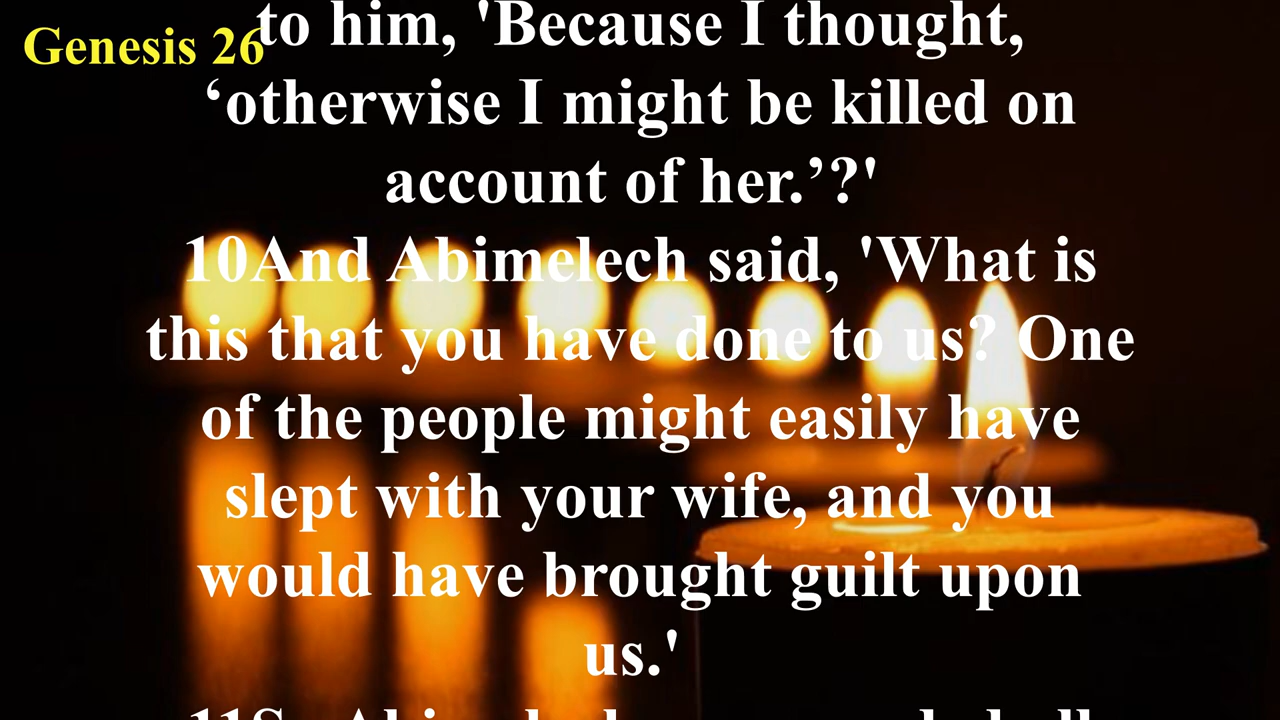 Genesis 26
to him, 'Because I thought,
‘otherwise I might be killed on
account of her.’?'
10And Abimelech said, 'What is
this that you have done to us? One
of the people might easily have
slept with your wife, and you
would have brought guilt upon
us.'